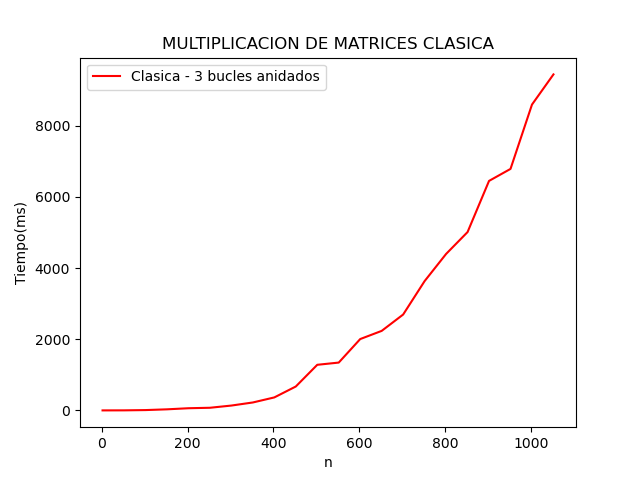 MULTIPLICACION DE MATRICES CLASICA
Clasica - 3 bucles anidados
8000
6000
4000
2000
0
Tiempo(ms)
0 200 400 600 800 1000
n